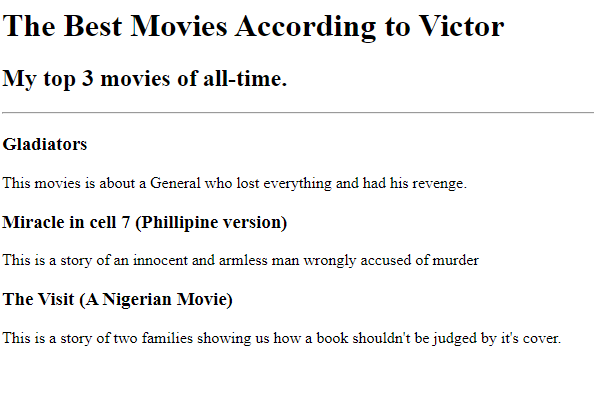 The Best Movies According to Victor
My top 3 movies of all-time.
Gladiators
This movies is about a General who lost everything and had his revenge.
Miracle in cell 7 (Phillipine version)
This is a story of an innocent and armless man wrongly accused of murder
The Visit (A Nigerian Movie)
This is a story of two families showing us how a book shouldn't be judged by it's cover.